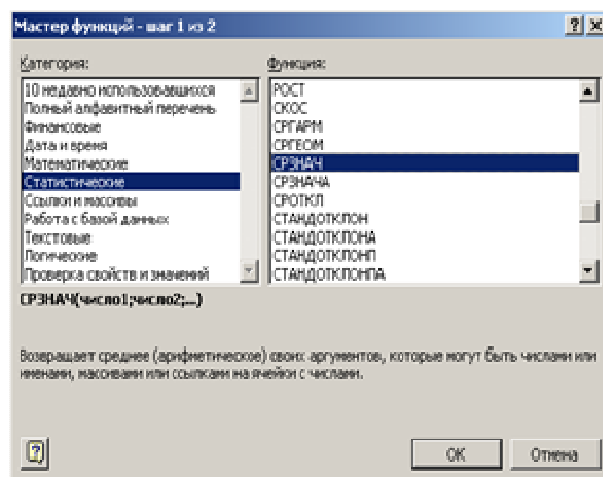 Мастер функций - шаг 1 из 2
Категория:
10 недавно использовавшихся
Полный алфавитный перечень
Финансовые
Дата и время
Математические
Статистические
Ссылки и массивы
Работа с базой данных
Текстовые
Логические
Проверка свойств и значений
Функция:
РОСТ
СКОС
СРГАРМ
СРГЕОМ
СРЗНАЧ
СРЗНАЧА
СРОТКЛ
СТАНДОТКЛОН
СТАНДОТКЛОНА
СТАНДОТКЛОНП
СТАНДОТКЛОНПА
СРЗНАЧ(число1;число2;...)
Возвращает среднее (арифметическое) своих аргументов, которые могут быть числами или
именами, массивами или ссылками на ячейки с числами.
OK
Отмена